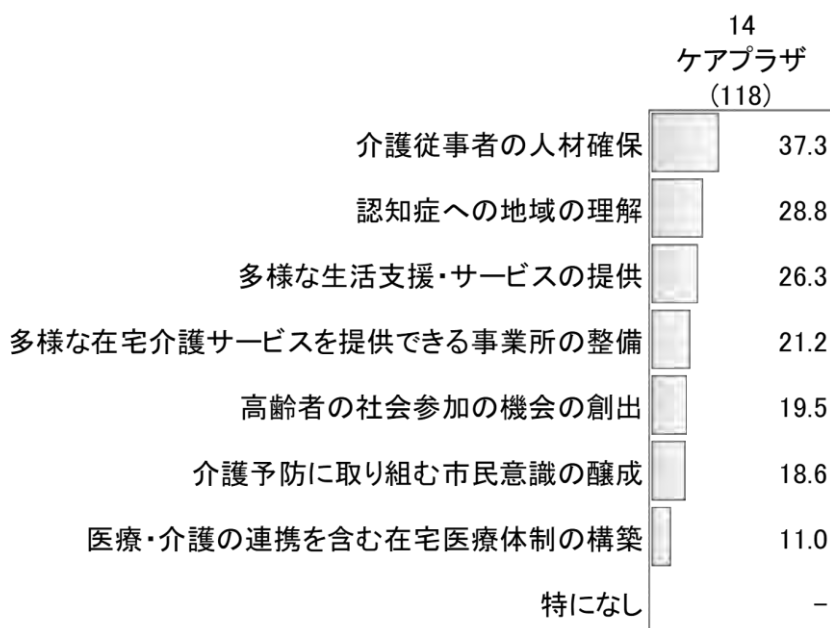 14
ケアプラザ
(118)
介護従事者の人材確保 37.3
認知症への地域の理解 28.8
多様な生活支援・サービスの提供 26.3
多様な在宅介護サービスを提供できる事業所の整備 21.2
高齢者の社会参加の機会の創出 19.5
介護予防に取り組む市民意識の醸成 18.6
医療・介護の連携を含む在宅医療体制の構築 11.0
特になし -